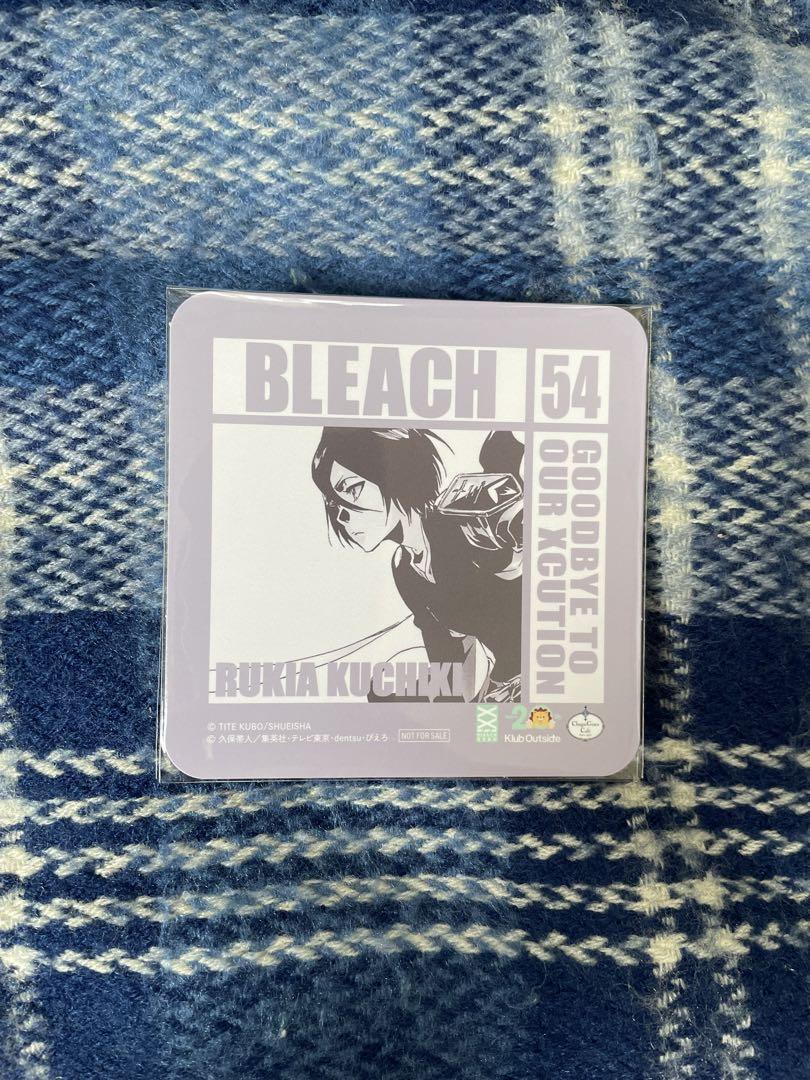 BLEACH
54
GOODBYE TO
OUR XCUTION
RUKIA KUCHIKI
© TITE KUBO/SHUEISHA
© 久保帯人／集英社・テレビ東京・dentsu・ぴえろ
NOT FOR SALE
Klub Outside